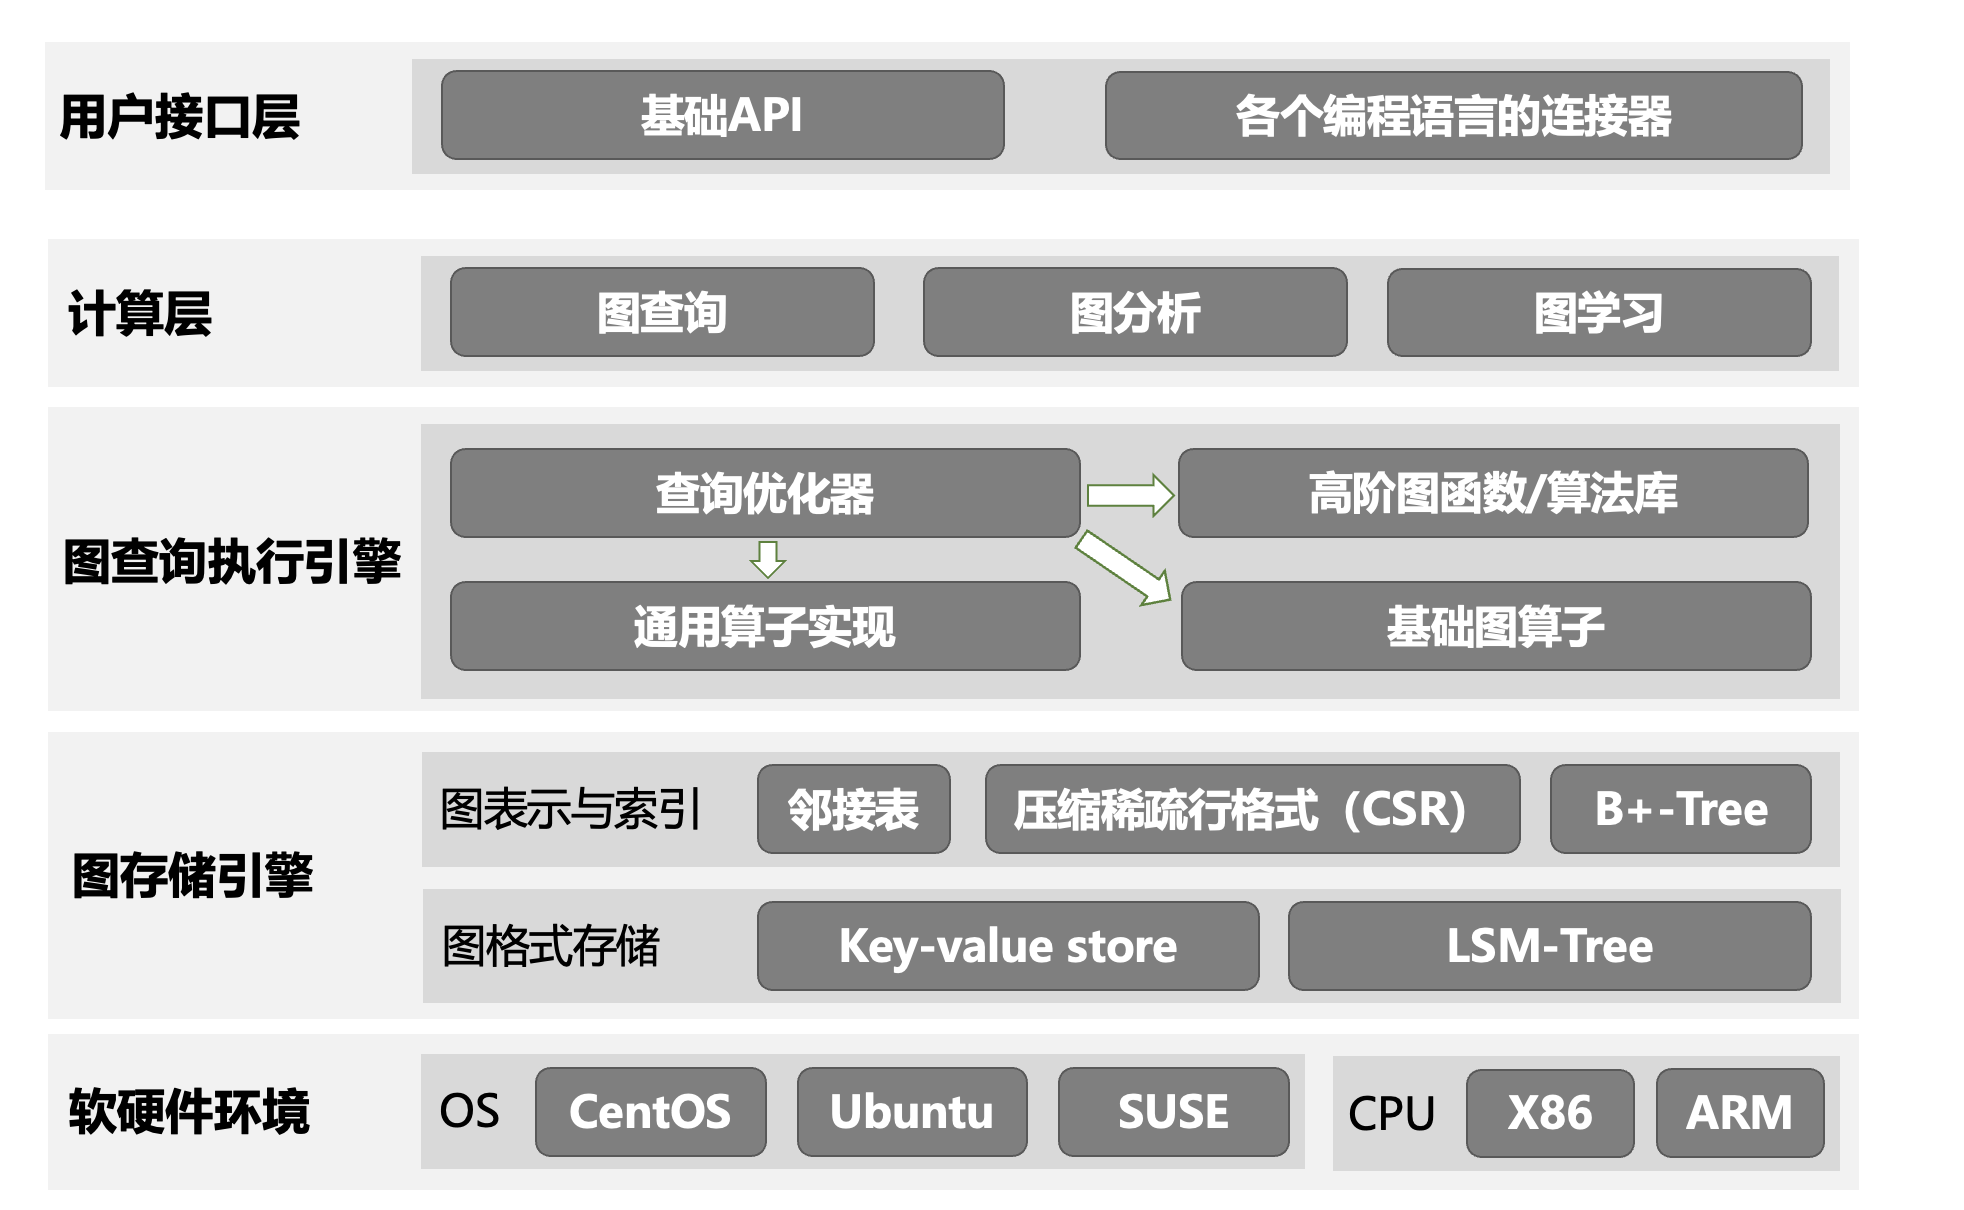 用户接口层
基础API
各个编程语言的连接器
计算层
图查询
图分析
图学习
图查询执行引擎
查询优化器
高阶图函数/算法库
通用算子实现
基础图算子
图存储引擎
图表示与索引
邻接表
压缩稀疏行格式（CSR）
B+-Tree
图格式存储
Key-value store
LSM-Tree
软硬件环境
OS
CentOS
Ubuntu
SUSE
CPU
X86
ARM